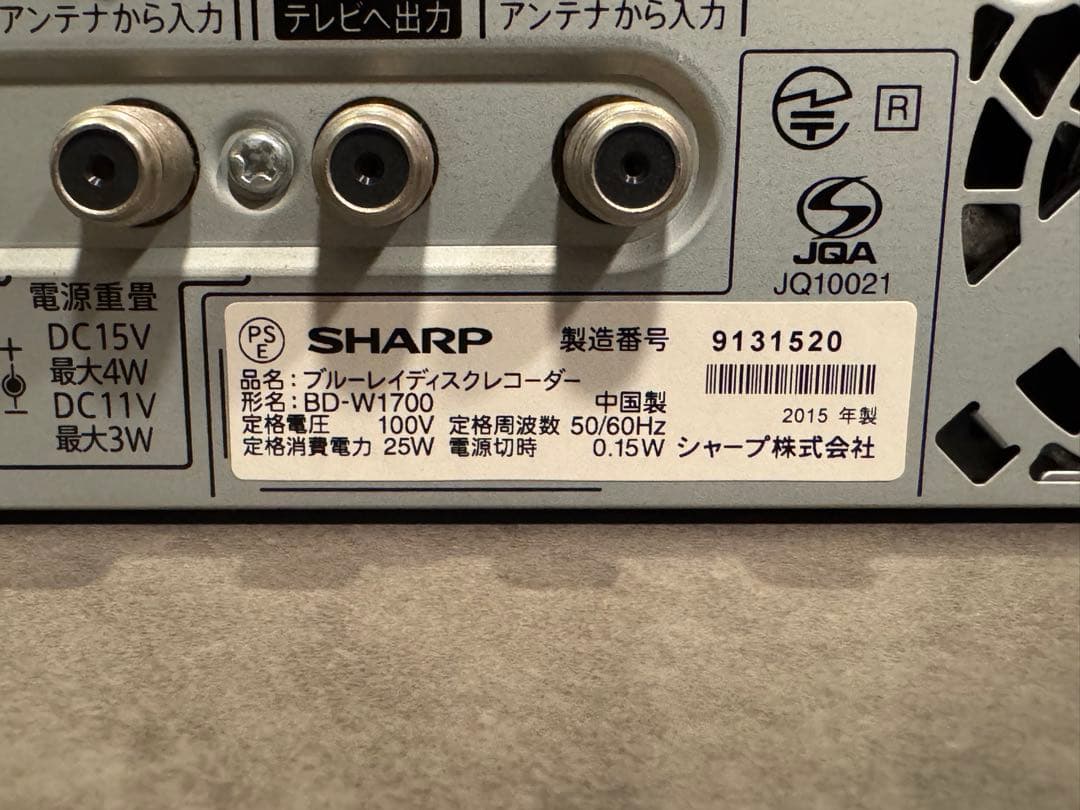 アンテナから入力
テレビへ出力
アンテナから入力
R
JQA
JQ10021
電源重畳
DC15V
最大4W
DC11V
最大3W
PS
E
SHARP 製造番号 9131520
品名:ブルーレイディスクレコーダー
形名:BD-W1700 中国製
2015 年製
定格電圧 100V 定格周波数 50/60Hz
定格消費電力 25W 電源切時 0.15W シャープ株式会社